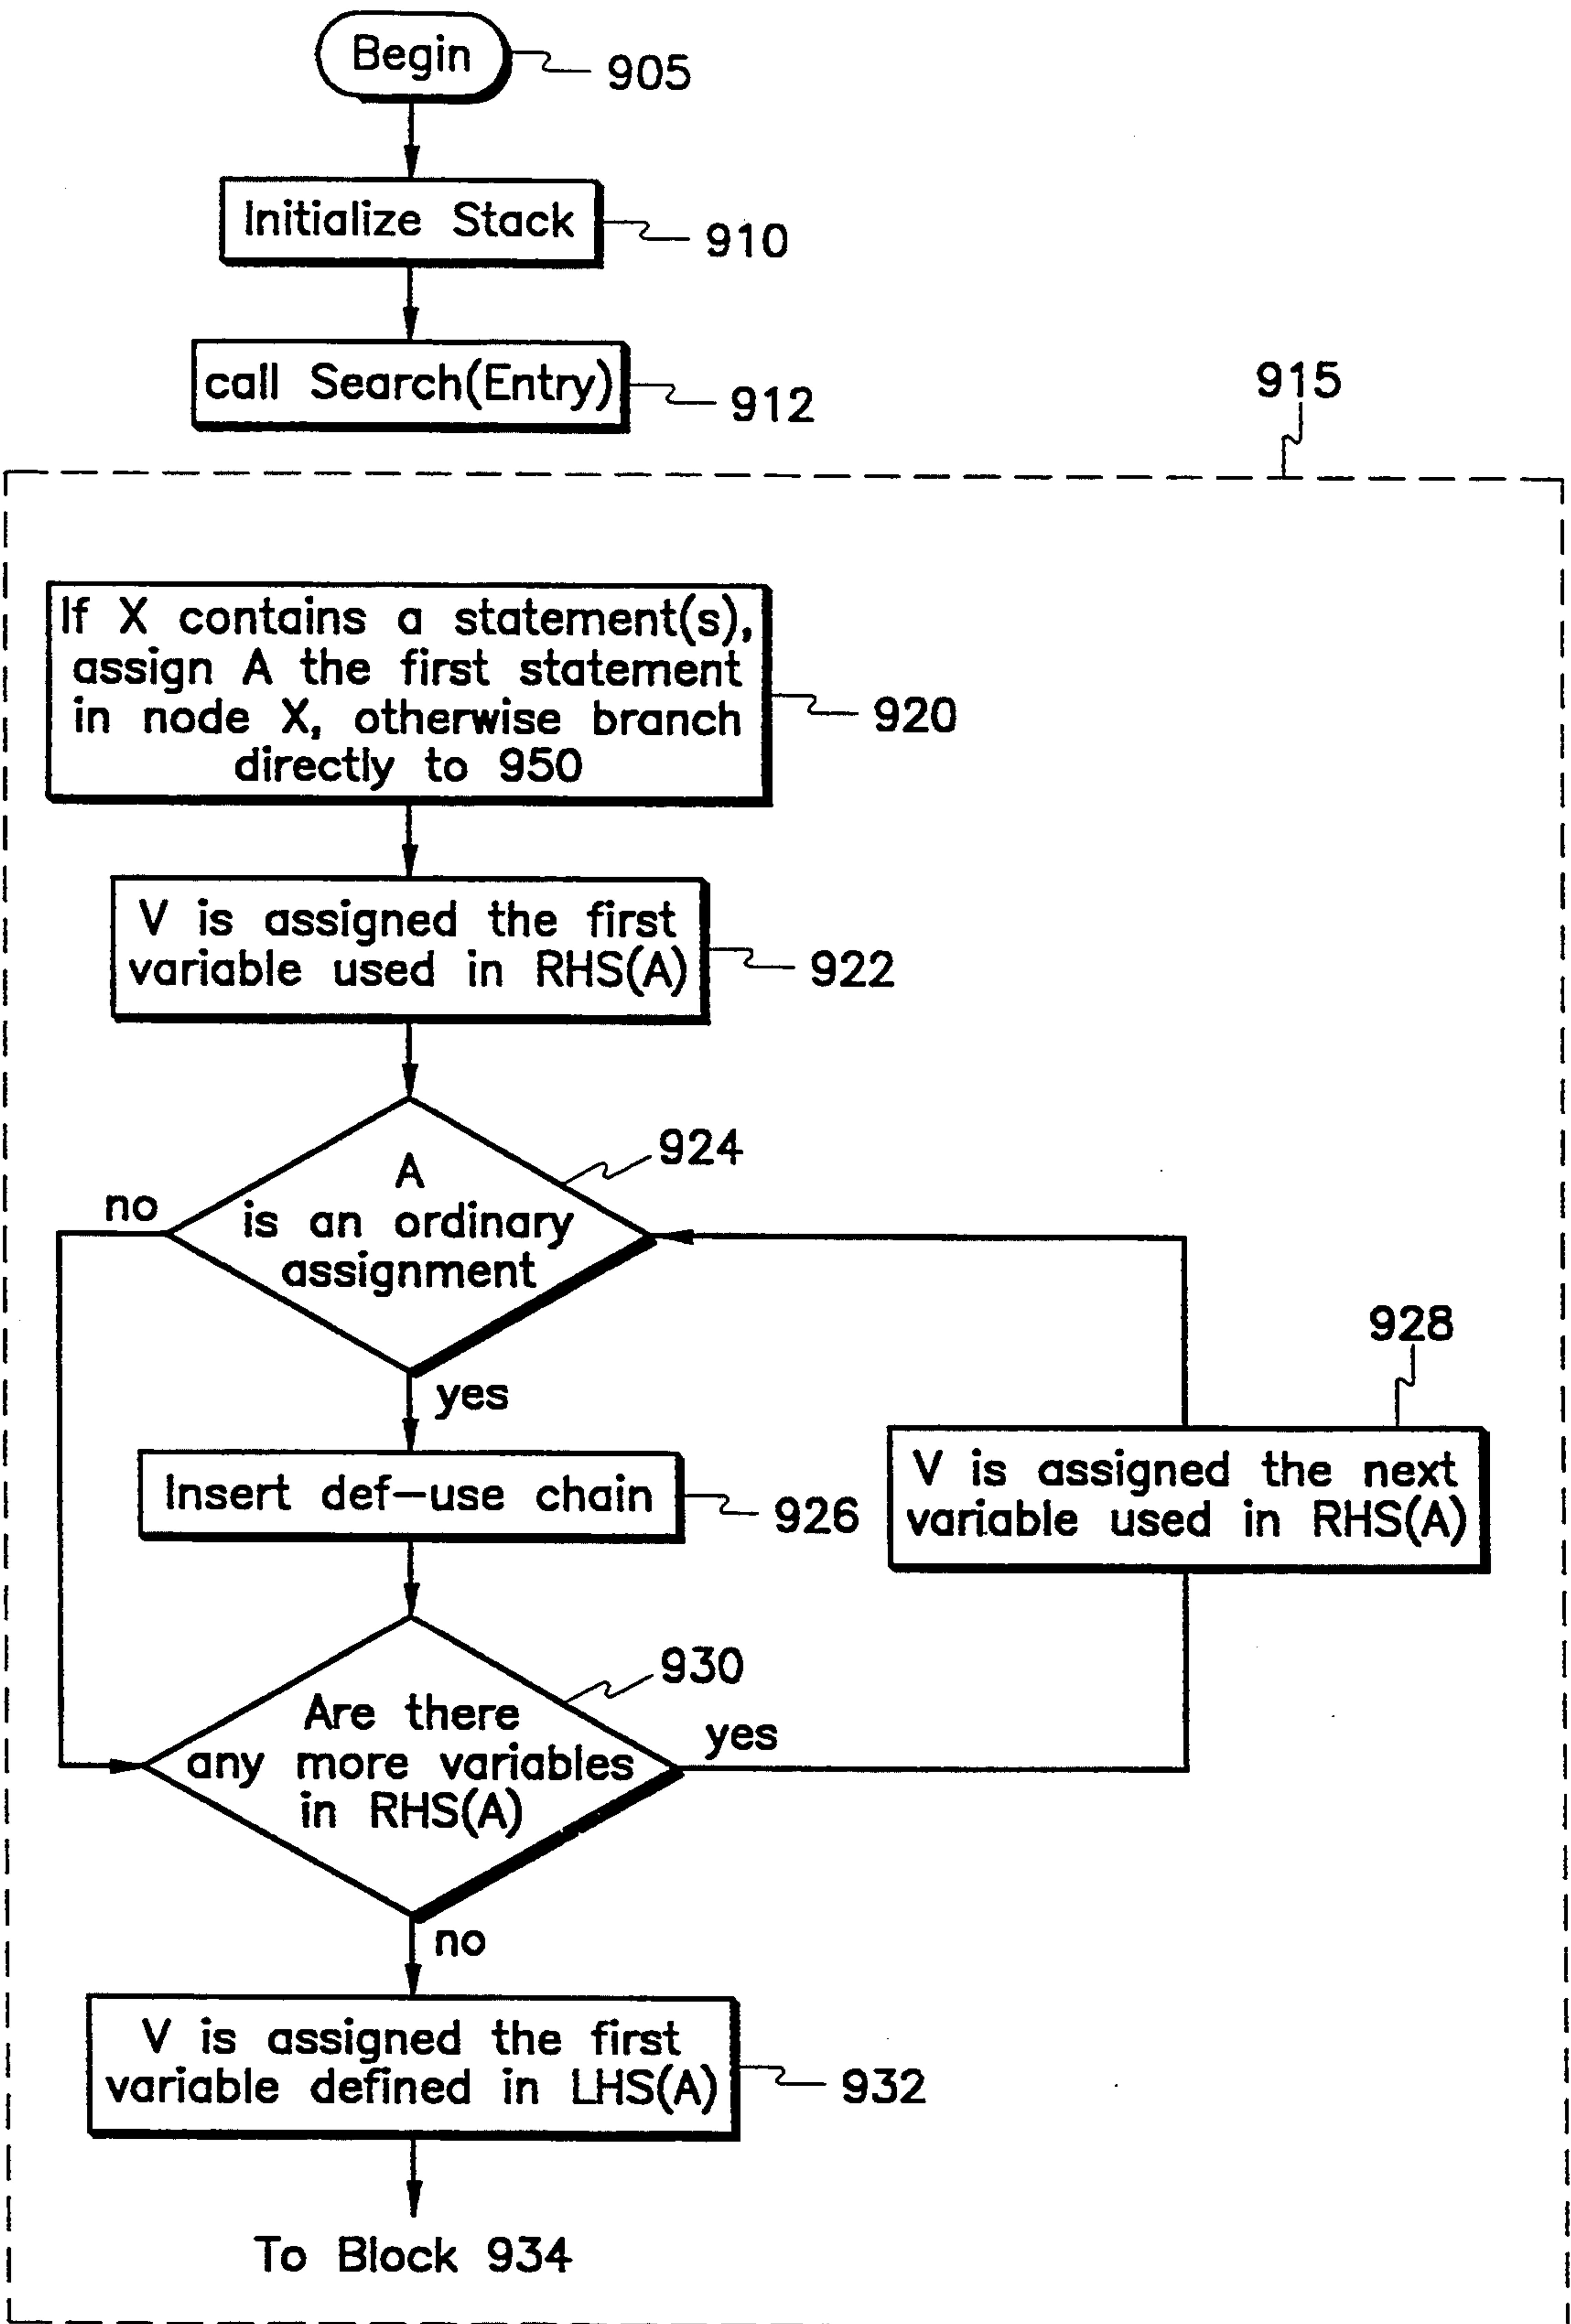 Begin
905
Initialize Stack
910
call Search(Entry)
912
915
If X contains a statement(s),
assign A the first statement
in node X, otherwise branch
directly to 950
920
V is assigned the first
variable used in RHS(A)
922
924
A
is an ordinary
assignment
no
yes
928
V is assigned the next
variable used in RHS(A)
Insert def-use chain
926
930
Are there
any more variables
in RHS(A)
yes
no
V is assigned the first
variable defined in LHS(A)
932
To Block 934